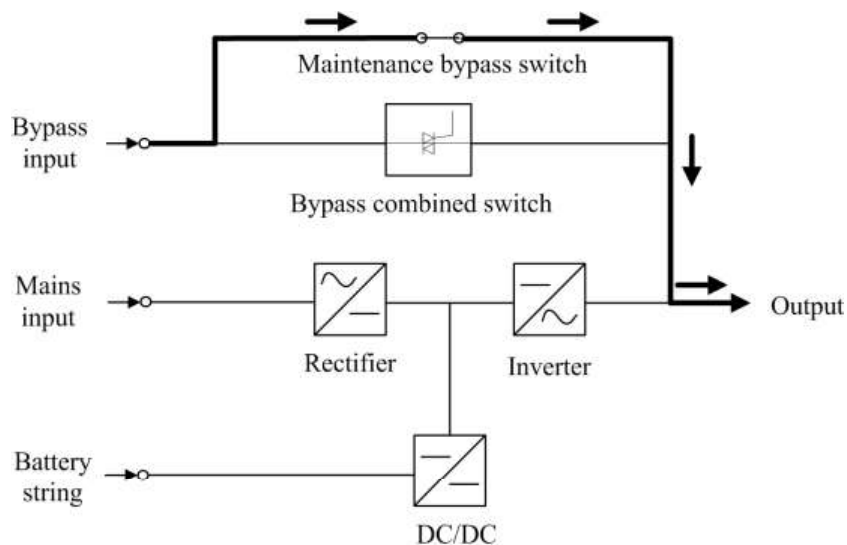 Maintenance bypass switch
Bypass
input
Bypass combined switch
Mains
input
Output
Rectifier
Inverter
Battery
string
DC/DC